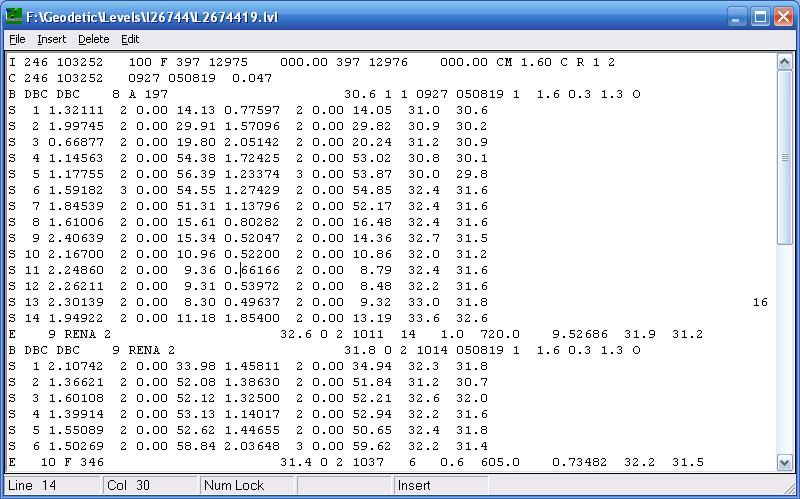 F:\Geodetic\Levels\l26744\L2674419.lvl
File Insert Delete Edit
I 246 103252 100 F 397 12975 000.00 397 12976 000.00 CM 1.60 C R 1 2
C 246 103252 0927 050819 0.047
B DBC DBC 8 A 197 30.6 1 1 0927 050819 1 1.6 0.3 1.3 O
S 1 1.32111 2 0.00 14.13 0.77597 2 0.00 14.05 31.0 30.6
S 2 1.99745 2 0.00 29.91 1.57096 2 0.00 29.82 30.9 30.2
S 3 0.66877 2 0.00 19.80 2.05142 2 0.00 20.24 31.2 30.9
S 4 1.14563 2 0.00 54.38 1.72425 2 0.00 53.02 30.8 30.1
S 5 1.17755 2 0.00 56.39 1.23374 3 0.00 53.87 30.0 29.8
S 6 1.59182 3 0.00 54.55 1.27429 2 0.00 54.85 32.4 31.6
S 7 1.84539 2 0.00 51.31 1.13796 2 0.00 52.17 32.4 31.6
S 8 1.61006 2 0.00 15.61 0.80282 2 0.00 16.48 32.4 31.6
S 9 2.40639 2 0.00 15.34 0.52047 2 0.00 14.36 32.7 31.5
S 10 2.16700 2 0.00 10.96 0.52200 2 0.00 10.86 32.0 31.2
S 11 2.24860 2 0.00 9.36 0.66166 2 0.00 8.79 32.4 31.6
S 12 2.26211 2 0.00 9.31 0.53972 2 0.00 8.48 32.2 31.6
S 13 2.30139 2 0.00 8.30 0.49637 2 0.00 9.32 33.0 31.8 16
S 14 1.94922 2 0.00 11.18 1.85400 2 0.00 13.19 33.6 32.6
E 9 RENA 2 32.6 0 2 1011 14 1.0 720.0 9.52686 31.9 31.2
B DBC DBC 9 RENA 2 31.8 0 2 1014 050819 1 1.6 0.3 1.3 O
S 1 2.10742 2 0.00 33.98 1.45811 2 0.00 34.94 32.3 31.8
S 2 1.36621 2 0.00 52.08 1.38630 2 0.00 51.84 31.2 30.7
S 3 1.60108 2 0.00 52.12 1.32500 2 0.00 52.21 32.6 32.0
S 4 1.39914 2 0.00 53.13 1.14017 2 0.00 52.94 32.2 31.6
S 5 1.55089 2 0.00 52.62 1.44655 2 0.00 50.65 32.4 31.8
S 6 1.50269 2 0.00 58.84 2.03648 3 0.00 59.62 32.2 31.4
E 10 F 346 31.4 0 2 1037 6 0.6 605.0 0.73482 32.2 31.5
Line 14 Col 30 Num Lock Insert